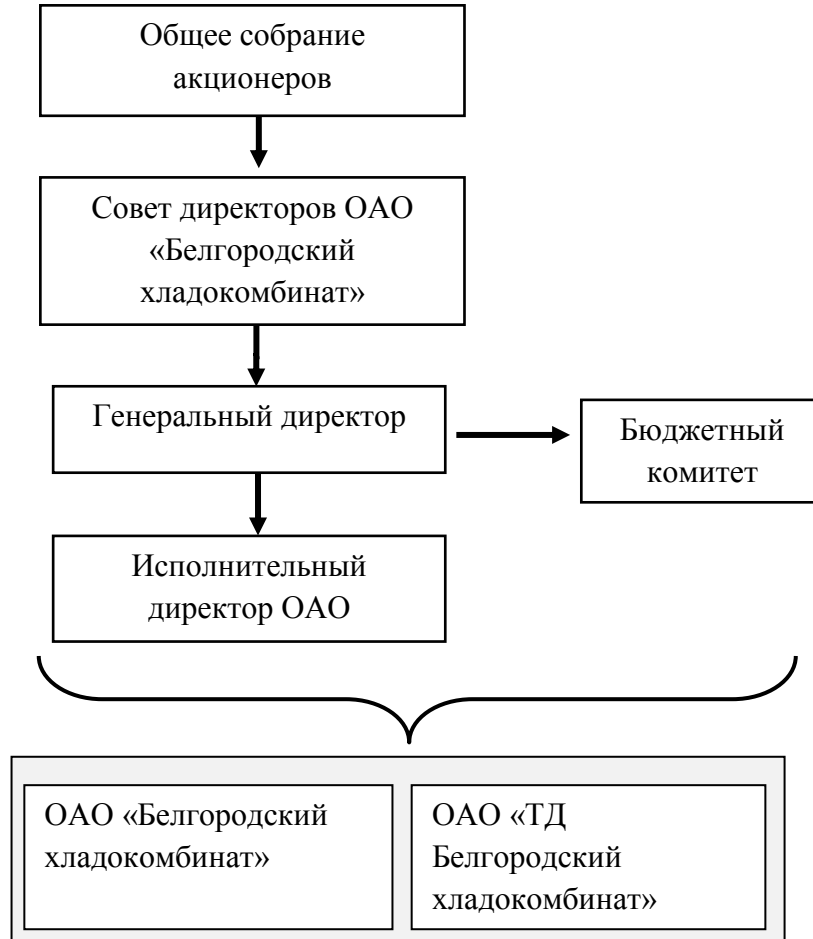 Общее собрание
акционеров
Совет директоров ОАО
«Белгородский
хладокомбинат»
Генеральный директор
Бюджетный
комитет
Исполнительный
директор ОАО
ОАО «Белгородский
хладокомбинат»
ОАО «ТД
Белгородский
хладокомбинат»